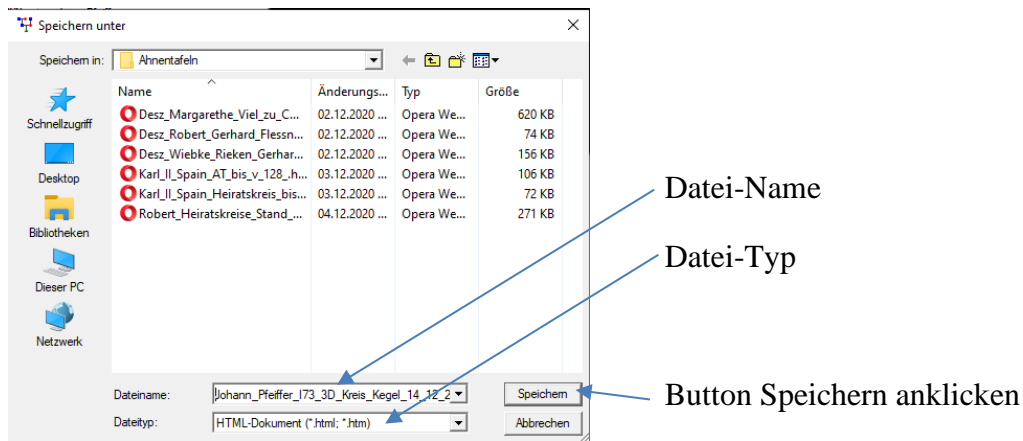 Speichern unter
Speichern in: Ahnentafeln
Name Änderungs... Typ Größe
Desz_Margarethe_Viel_zu_C... 02.12.2020 ... Opera We... 620 KB
Desz_Robert_Gerhard_Flessn... 02.12.2020 ... Opera We... 74 KB
Desz_Wiebke_Rieken_Gerhar... 02.12.2020 ... Opera We... 156 KB
Karl_II_Spain_AT_bis_v_128_.h... 03.12.2020 ... Opera We... 106 KB
Karl_II_Spain_Heiratskreis_bis... 03.12.2020 ... Opera We... 72 KB
Robert_Heiratskreise_Stand_... 04.12.2020 ... Opera We... 271 KB
Schnellzugriff
Desktop
Bibliotheken
Dieser PC
Netzwerk
Datei-Name
Datei-Typ
Dateiname: Johann_Pfeiffer_I73_3D_Kreis_Kegel_14_12_2 Speichern
Button Speichern anklicken
Dateityp: HTML-Dokument (*.html; *.htm) Abbrechen